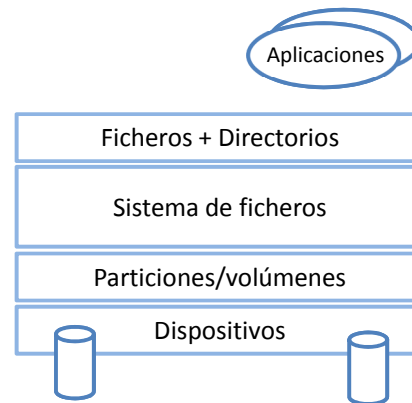 Aplicaciones
Ficheros + Directorios
Sistema de ficheros
Particiones/volúmenes
Dispositivos